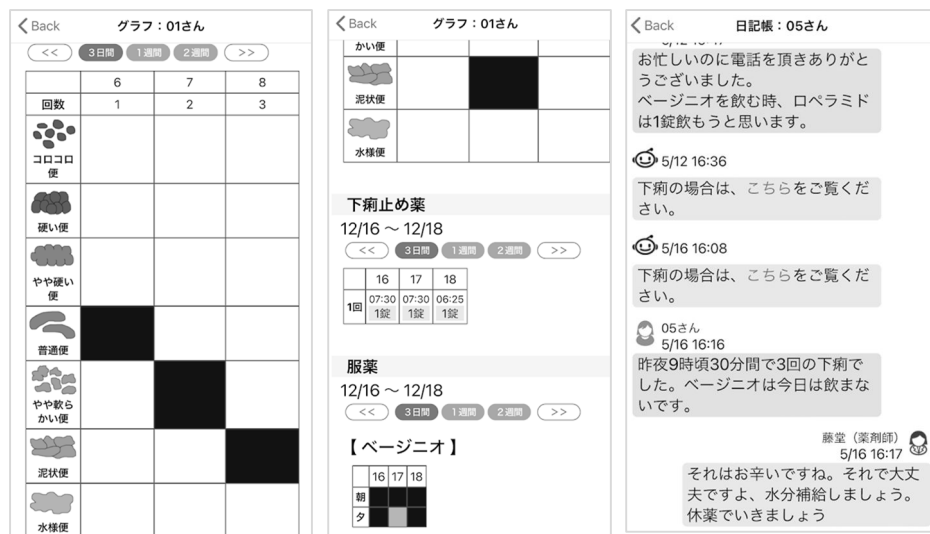 Back
グラフ:01さん
<<
3日間
1週間
2週間
>>
6 7 8
回数 1 2 3
コロコロ
便
硬い便
やや硬い
便
普通便
やや軟ら
かい便
泥状便
水様便
Back
グラフ:01さん
かい便
泥状便
水様便
下痢止め薬
12/16 〜 12/18
<<
3日間
1週間
2週間
>>
16 17 18
1回 07:30 07:30 06:25
1錠 1錠 1錠
服薬
12/16 〜 12/18
<<
3日間
1週間
2週間
>>
【 ベージニオ 】
16 17 18
朝
夕
Back
日記帳:05さん
お忙しいのに電話を頂きありがと
うございました。
ベージニオを飲む時、ロペラミド
は1錠飲もうと思います。
5/12 16:36
下痢の場合は、こちらをご覧くだ
さい。
5/16 16:08
下痢の場合は、こちらをご覧くだ
さい。
05さん
5/16 16:16
昨夜9時頃30分間で3回の下痢で
した。ベージニオは今日は飲まな
いです。
藤堂(薬剤師)
5/16 16:17
それはお辛いですね。それで大丈
夫ですよ、水分補給しましょう。
休薬でいきましょう